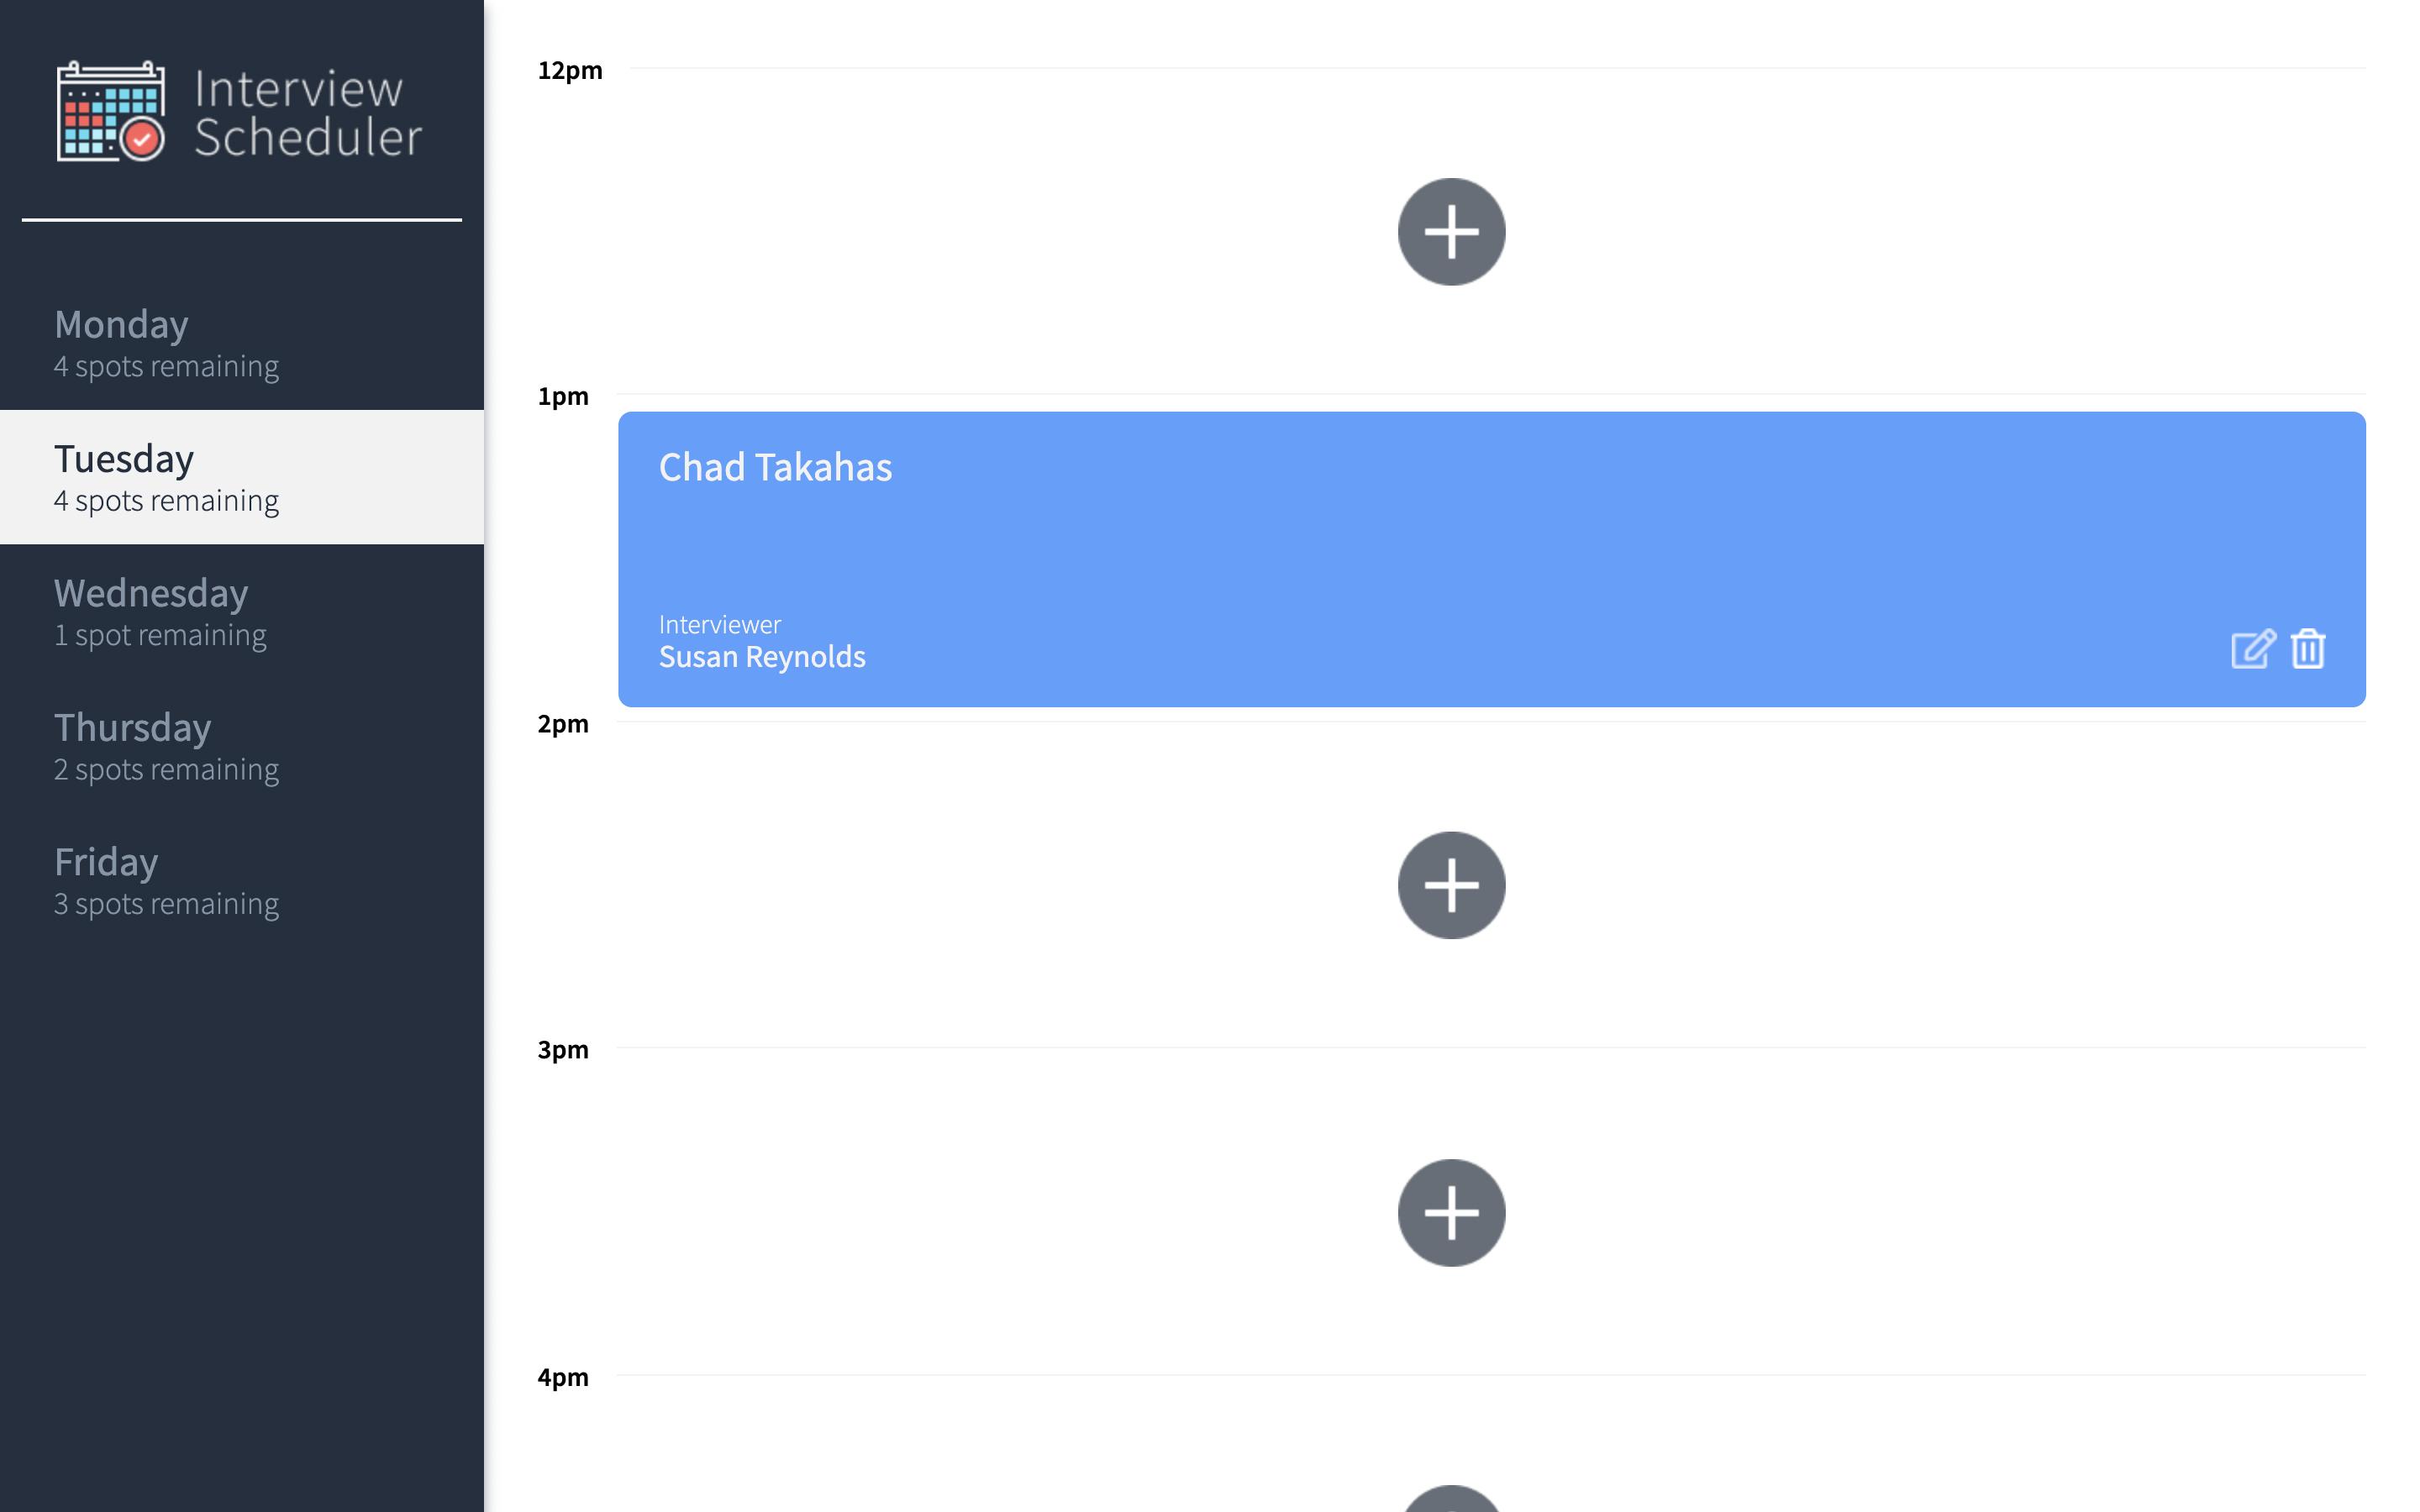 Interview
Scheduler
Monday
4 spots remaining
Tuesday
4 spots remaining
Wednesday
1 spot remaining
Thursday
2 spots remaining
Friday
3 spots remaining
12pm
1pm
Chad Takahas
Interviewer
Susan Reynolds
2pm
3pm
4pm